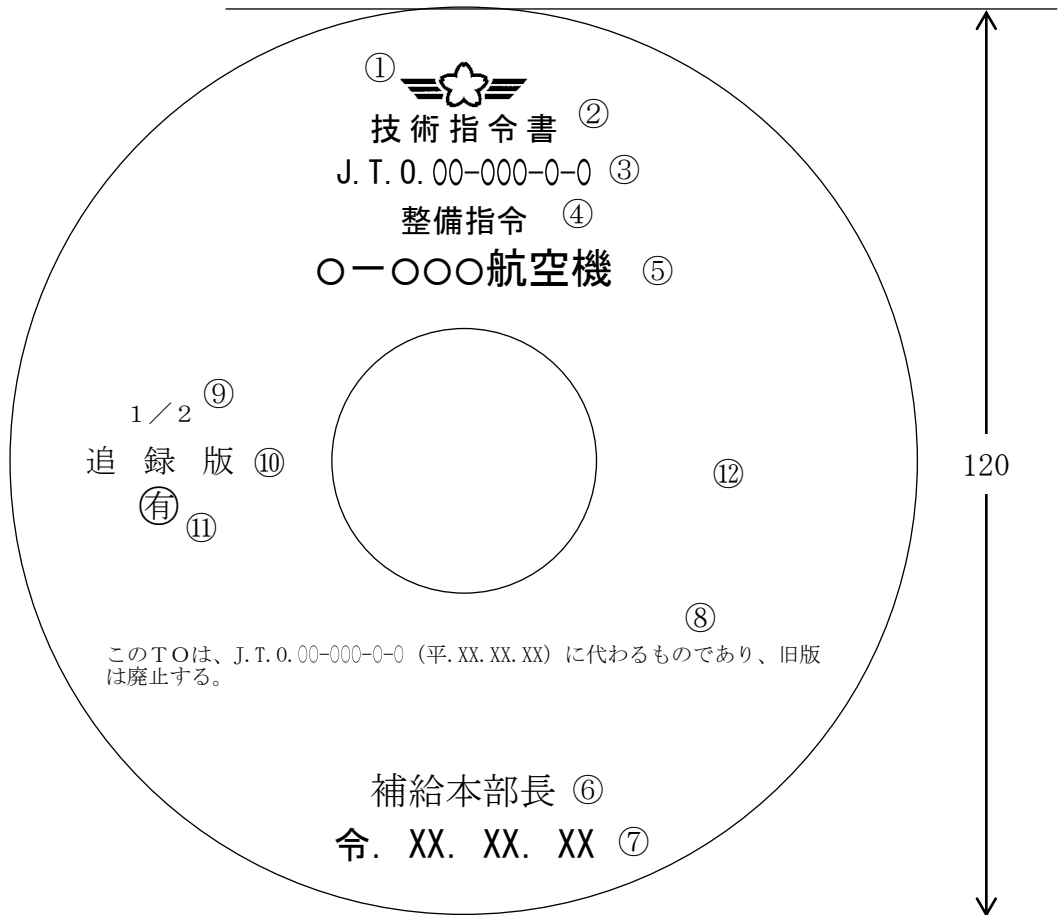 ①
技術指令書 ②
J.T.O.00-000-0-0 ③
整備指令 ④
○－○○○航空機 ⑤
1／2 ⑨
追 録 版 ⑩
㊒ ⑪
⑫
120
⑧
このＴＯは、J.T.O.00-000-0-0 (平.XX.XX.XX) に代わるものであり、旧版
は廃止する。
補給本部長 ⑥
令. XX. XX. XX ⑦